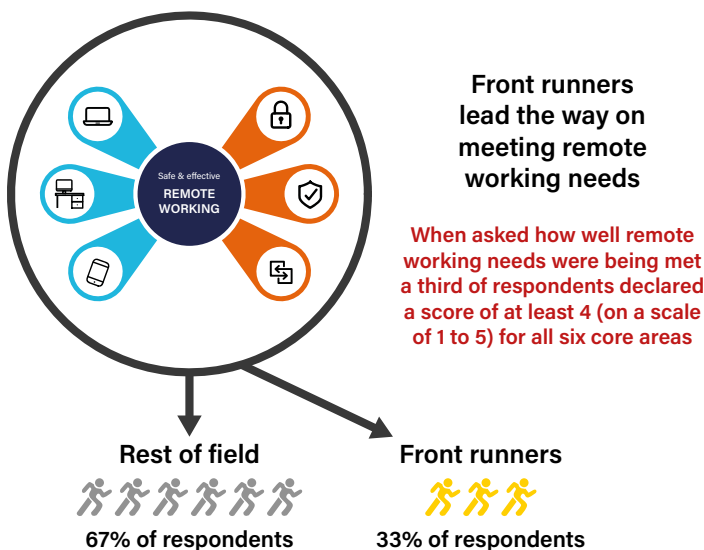 Safe & effective
REMOTE
WORKING
Front runners
lead the way on
meeting remote
working needs
When asked how well remote
working needs were being met
a third of respondents declared
a score of at least 4 (on a scale
of 1 to 5) for all six core areas
Rest of field
67% of respondents
Front runners
33% of respondents